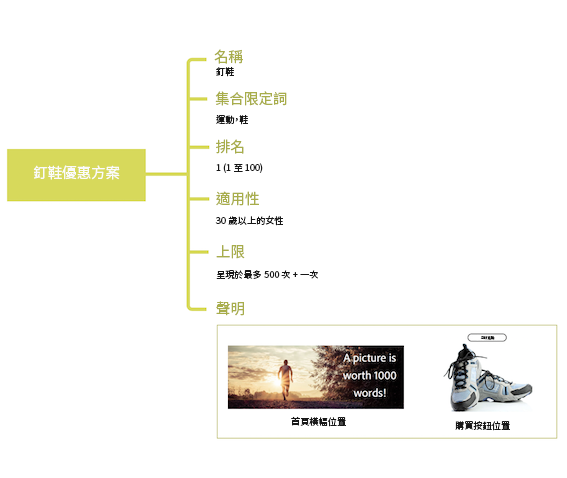 釘鞋優惠方案
名稱
釘鞋
集合限定詞
運動，鞋
排名
1 (1 至 100)
適用性
30 歲以上的女性
上限
呈現於最多 500 次 + 一次
聲明
A picture is
worth 1000
words!
首頁橫幅位置
購買按鈕位置